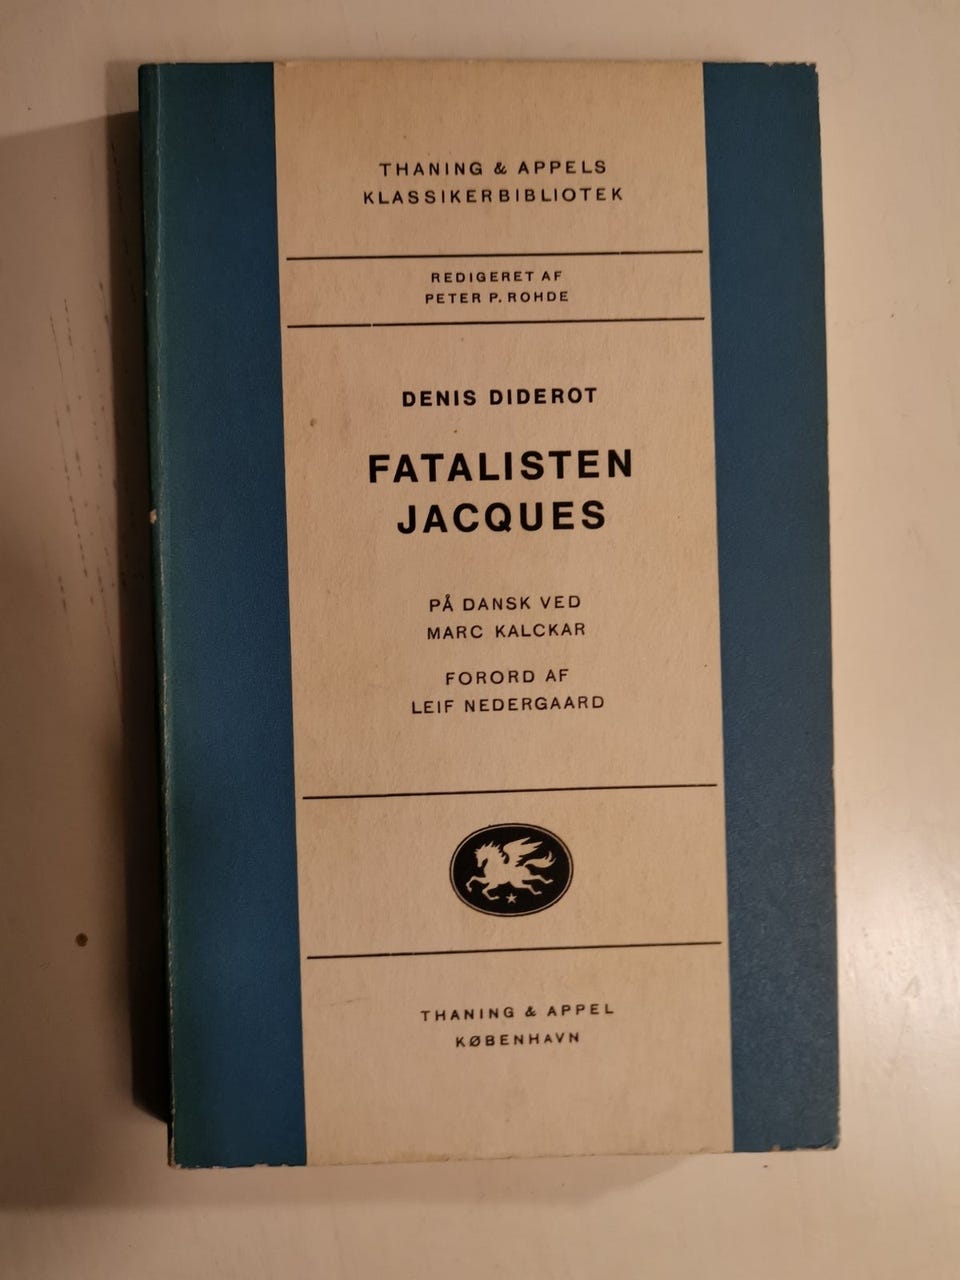 THANING & APPELS
KLASSIKERBIBLIOTEK
REDIGERET AF
PETER P. ROHDE
DENIS DIDEROT
FATALISTEN
JACQUES
PÅ DANSK VED
MARC KALCKAR
FORORD AF
LEIF NEDERGAARD
THANING & APPEL
KØBENHAVN